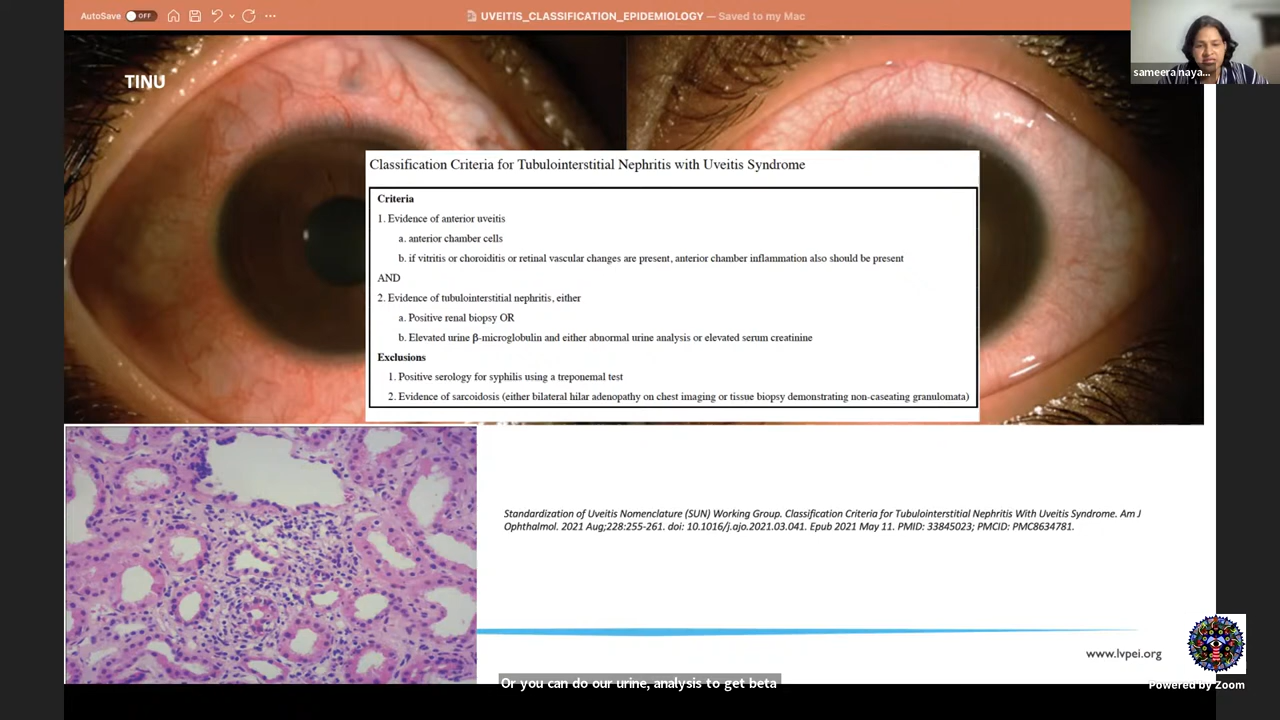 AutoSave OFF
UVEITIS_CLASSIFICATION_EPIDEMIOLOGY — Saved to my Mac
sameera naya...
TINU
Classification Criteria for Tubulointerstitial Nephritis with Uveitis Syndrome
Criteria
1. Evidence of anterior uveitis
a. anterior chamber cells
b. if vitritis or choroiditis or retinal vascular changes are present, anterior chamber inflammation also should be present
AND
2. Evidence of tubulointerstitial nephritis, either
a. Positive renal biopsy OR
b. Elevated urine β-microglobulin and either abnormal urine analysis or elevated serum creatinine
Exclusions
1. Positive serology for syphilis using a treponemal test
2. Evidence of sarcoidosis (either bilateral hilar adenopathy on chest imaging or tissue biopsy demonstrating non-caseating granulomata)
Standardization of Uveitis Nomenclature (SUN) Working Group. Classification Criteria for Tubulointerstitial Nephritis With Uveitis Syndrome. Am J
Ophthalmol. 2021 Aug;228:255-261. doi: 10.1016/j.ajo.2021.03.041. Epub 2021 May 11. PMID: 33845023; PMCID: PMC8634781.
www.lvpei.org
Or you can do our urine, analysis to get beta
Powered by Zoom